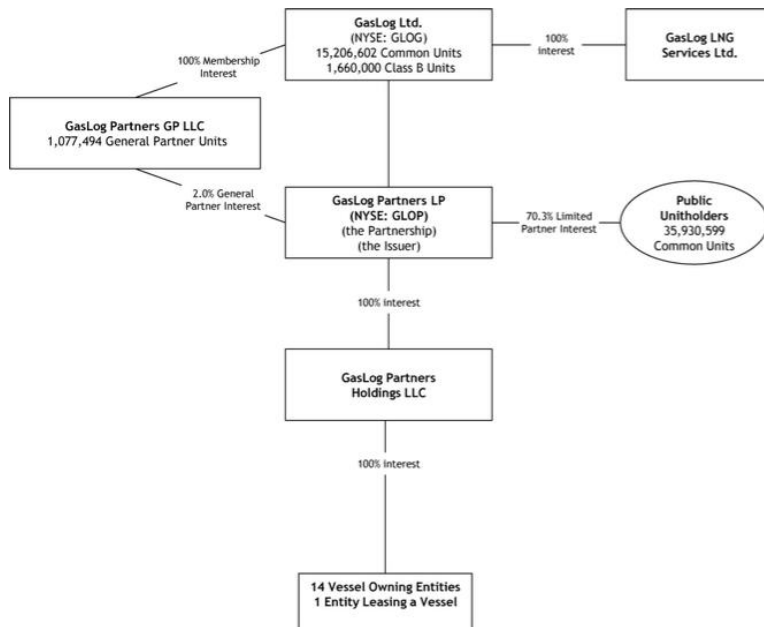 GasLog Ltd.
(NYSE: GLOG)
15,206,602 Common Units
1,660,000 Class B Units
100%
interest
GasLog LNG
Services Ltd.
100% Membership
Interest
GasLog Partners GP LLC
1,077,494 General Partner Units
2.0% General
Partner Interest
GasLog Partners LP
(NYSE: GLOP)
(the Partnership)
(the Issuer)
70.3% Limited
Partner Interest
Public
Unitholders
35,930,599
Common Units
100% interest
GasLog Partners
Holdings LLC
100% interest
14 Vessel Owning Entities
1 Entity Leasing a Vessel